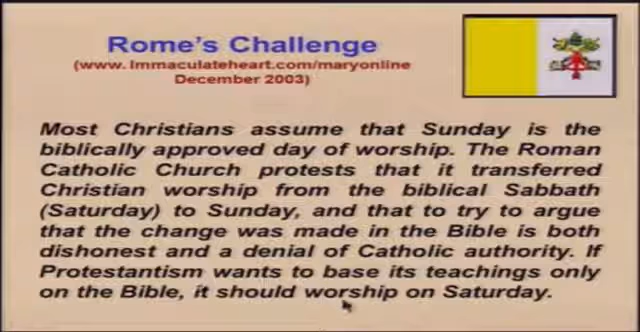 Rome's Challenge
(www. Immaculateheart.com/maryonline
December 2003)
Most Christians assume that Sunday is the
biblically approved day of worship. The Roman
Catholic Church protests that it transferred
Christian worship from the biblical Sabbath
(Saturday) to Sunday, and that to try to argue
that the change was made in the Bible is both
dishonest and a denial of Catholic authority. If
Protestantism wants to base its teachings only
on the Bible, it should worship on Saturday.